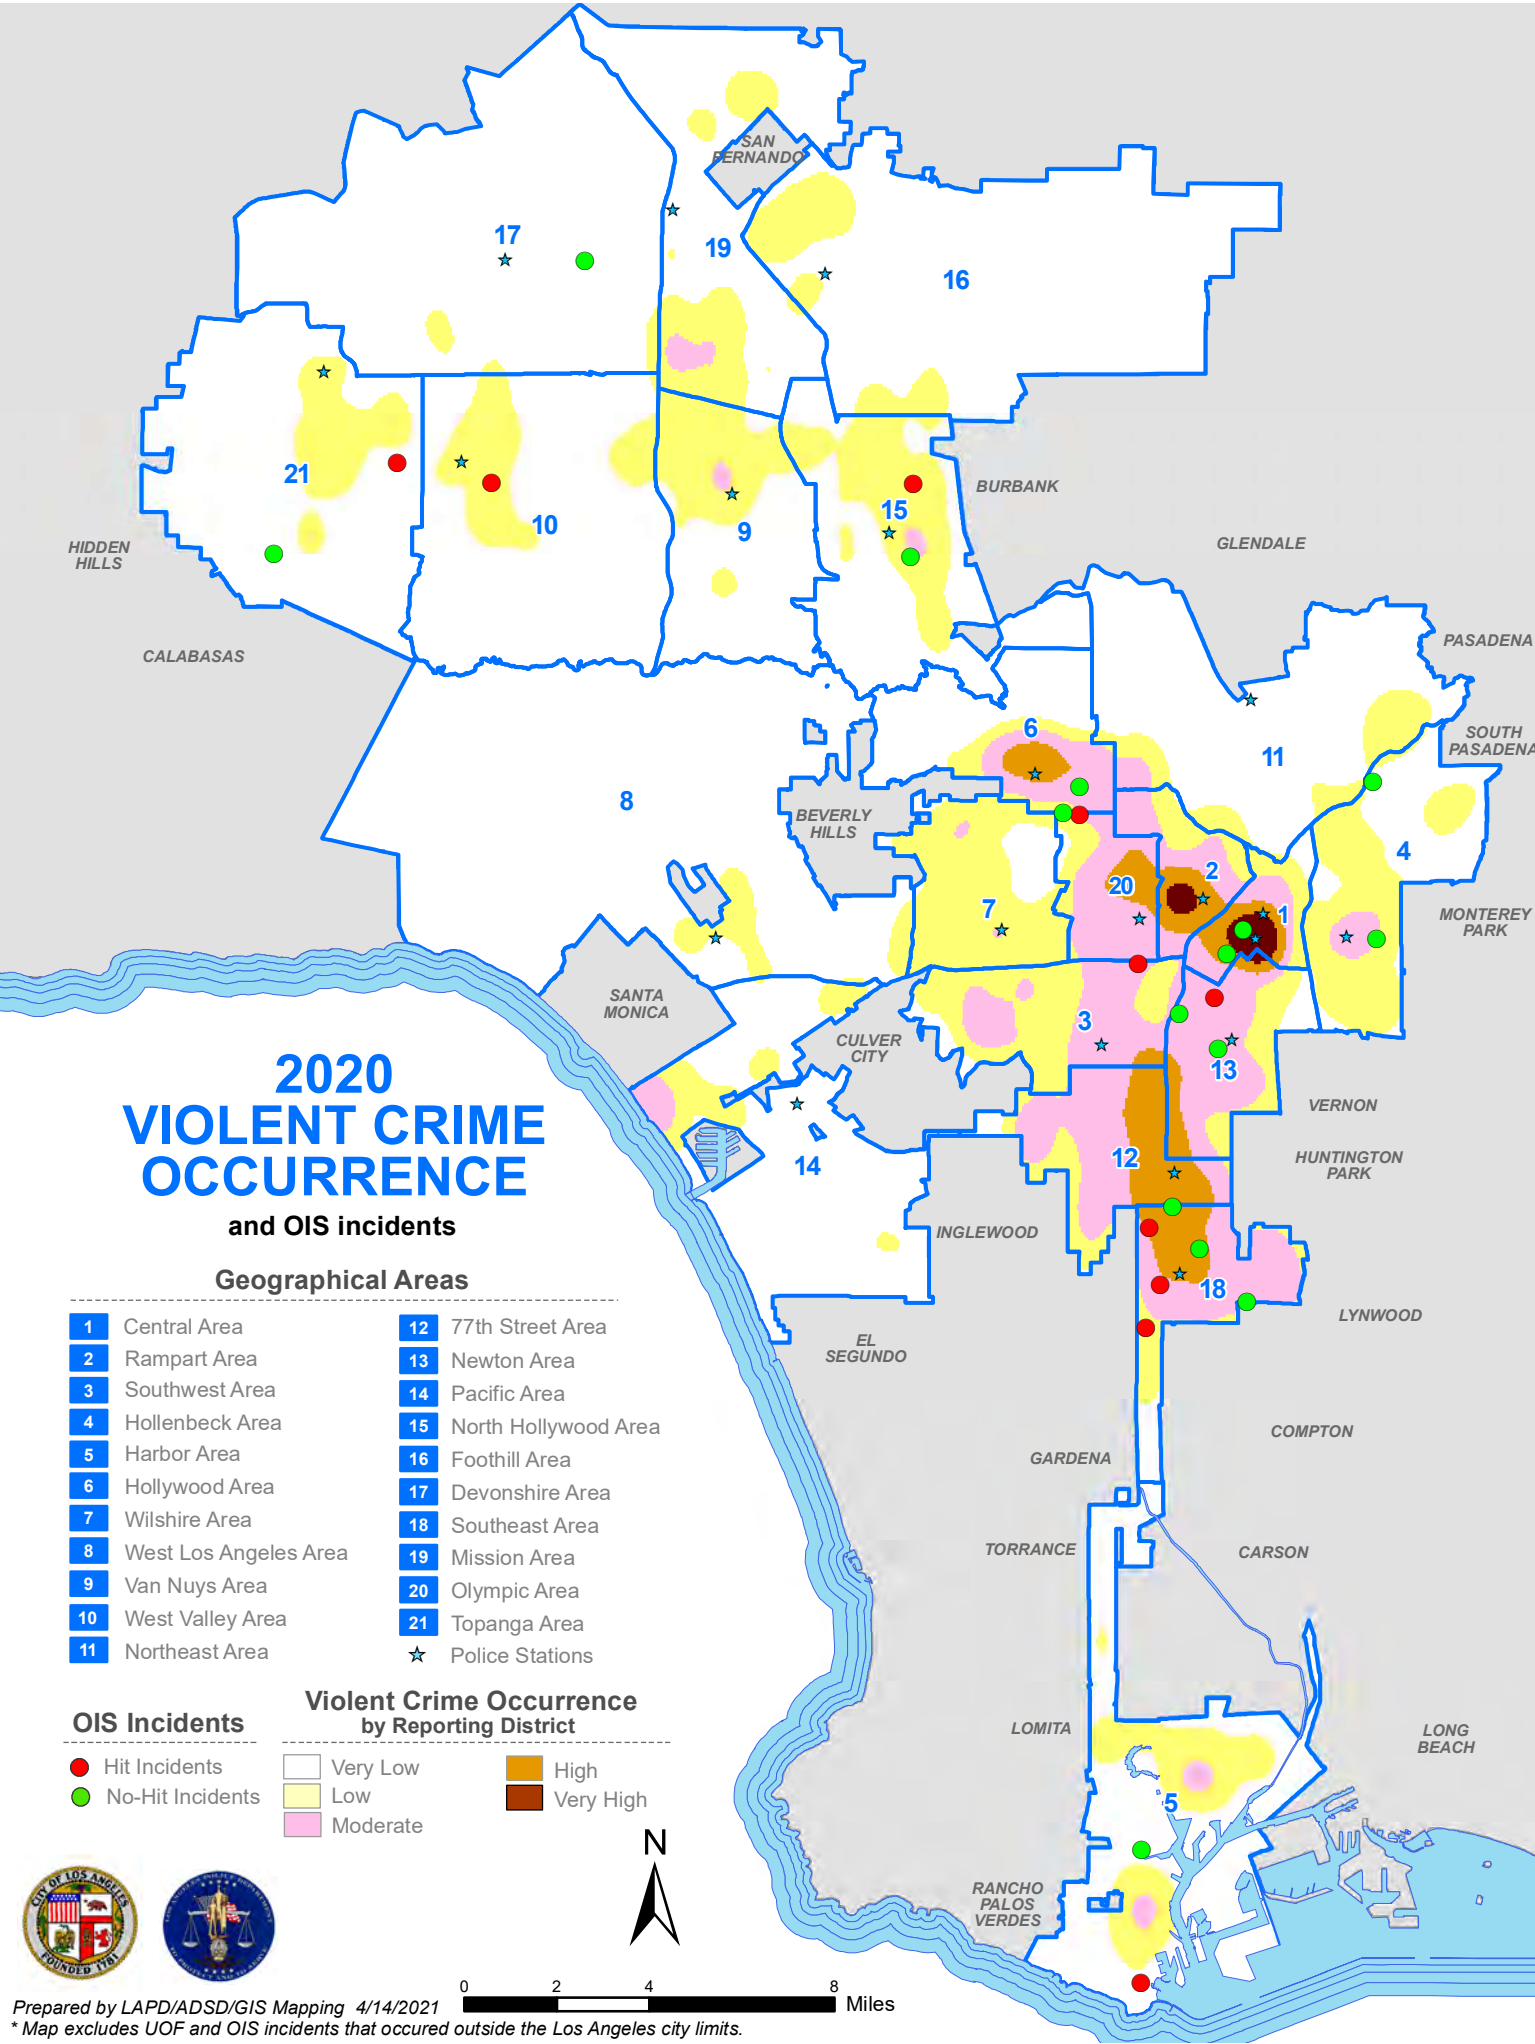 SAN
FERNANDO
17
19
16
21
10
9
15
BURBANK
GLENDALE
HIDDEN
HILLS
CALABASAS
PASADENA
SOUTH
PASADENA
6
11
8
BEVERLY
HILLS
4
2
20
1
7
MONTEREY
PARK
SANTA
MONICA
3
CULVER
CITY
13
VERNON
12
HUNTINGTON
PARK
14
INGLEWOOD
18
LYNWOOD
EL
SEGUNDO
COMPTON
GARDENA
TORRANCE
CARSON
LOMITA
LONG
BEACH
5
RANCHO
PALOS
VERDES
2020
VIOLENT CRIME
OCCURRENCE
and OIS incidents
Geographical Areas
1 Central Area
2 Rampart Area
3 Southwest Area
4 Hollenbeck Area
5 Harbor Area
6 Hollywood Area
7 Wilshire Area
8 West Los Angeles Area
9 Van Nuys Area
10 West Valley Area
11 Northeast Area
12 77th Street Area
13 Newton Area
14 Pacific Area
15 North Hollywood Area
16 Foothill Area
17 Devonshire Area
18 Southeast Area
19 Mission Area
20 Olympic Area
21 Topanga Area
Police Stations
OIS Incidents
Hit Incidents
No-Hit Incidents
Violent Crime Occurrence
by Reporting District
Very Low
Low
Moderate
High
Very High
N
CITY OF LOS ANGELES
FOUNDED 1781
0 2 4 8 Miles
Prepared by LAPD/ADSD/GIS Mapping 4/14/2021
* Map excludes UOF and OIS incidents that occured outside the Los Angeles city limits.